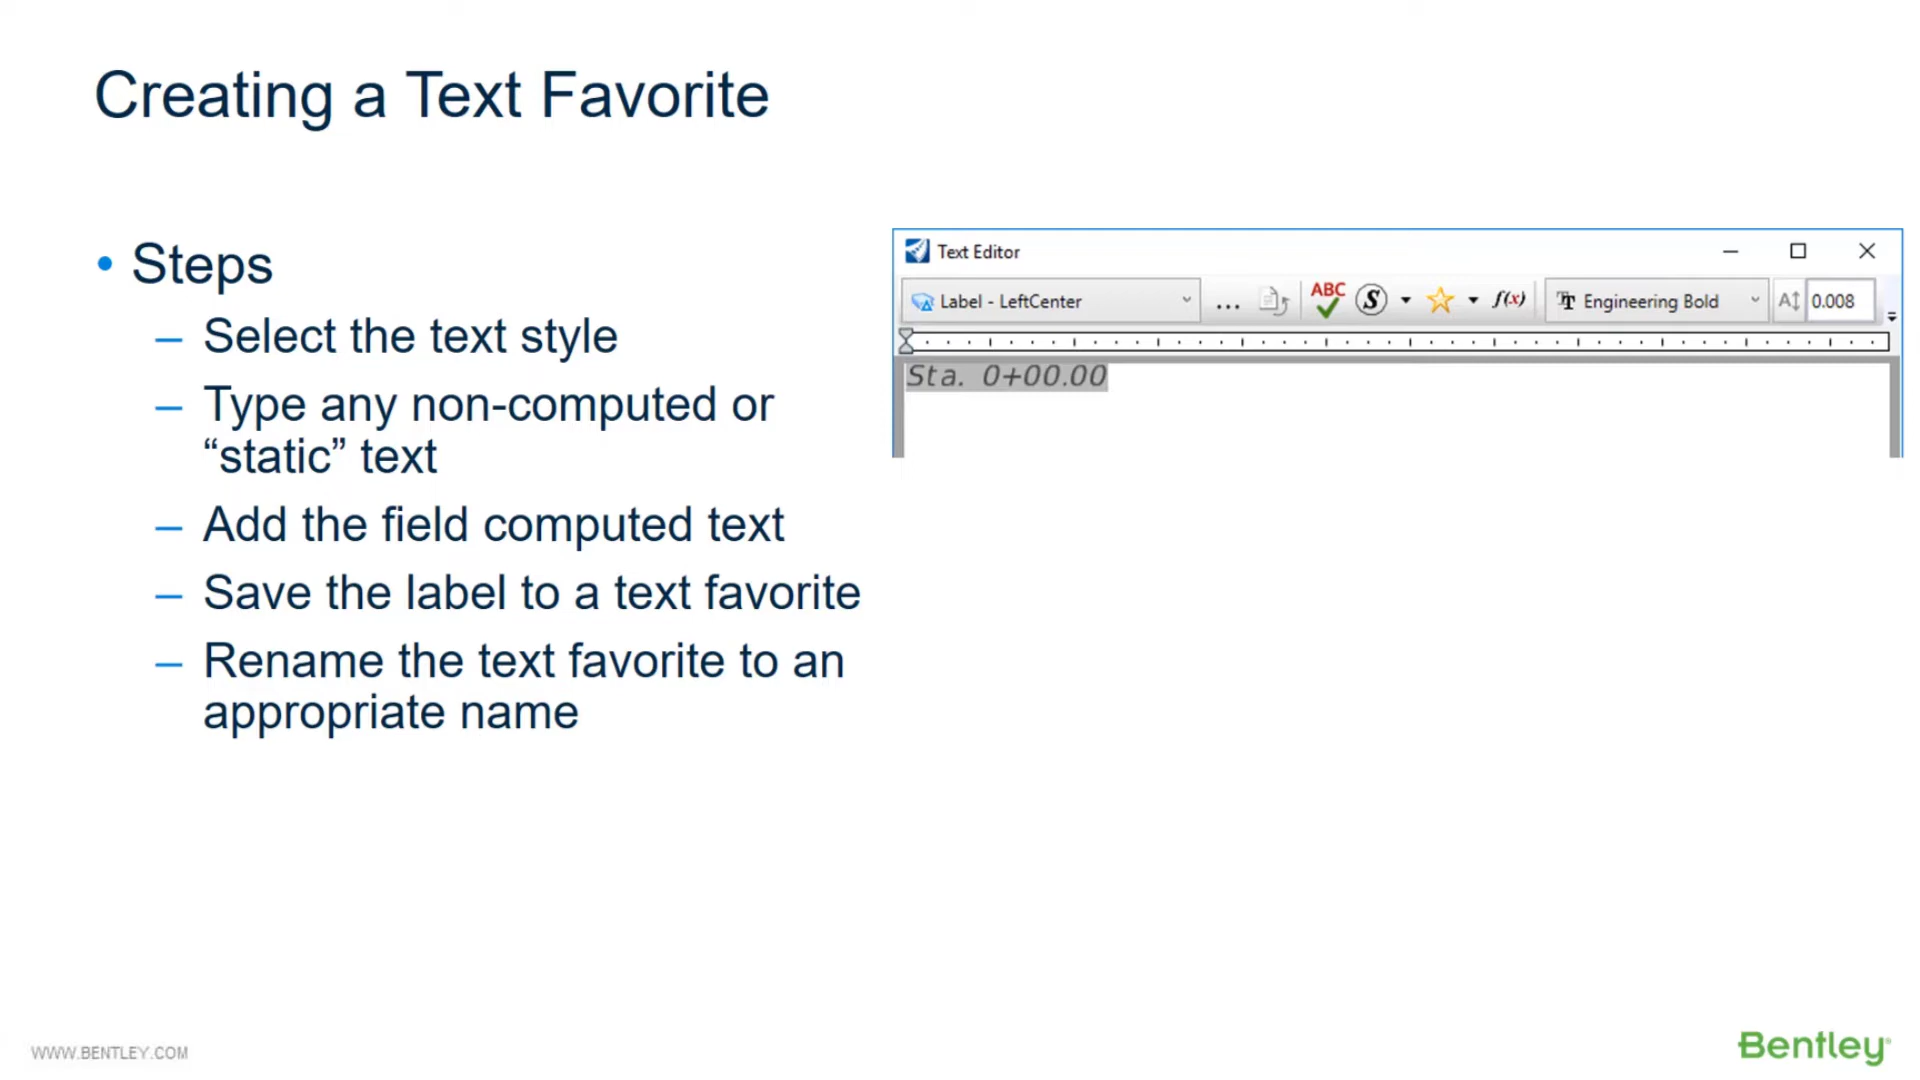 Creating a Text Favorite
• Steps
– Select the text style
– Type any non-computed or
“static” text
– Add the field computed text
– Save the label to a text favorite
– Rename the text favorite to an
appropriate name
Text Editor
Label - LeftCenter ... ABC S f(x) Engineering Bold A 0.008
Sta. 0+00.00
WWW.BENTLEY.COM
Bentley